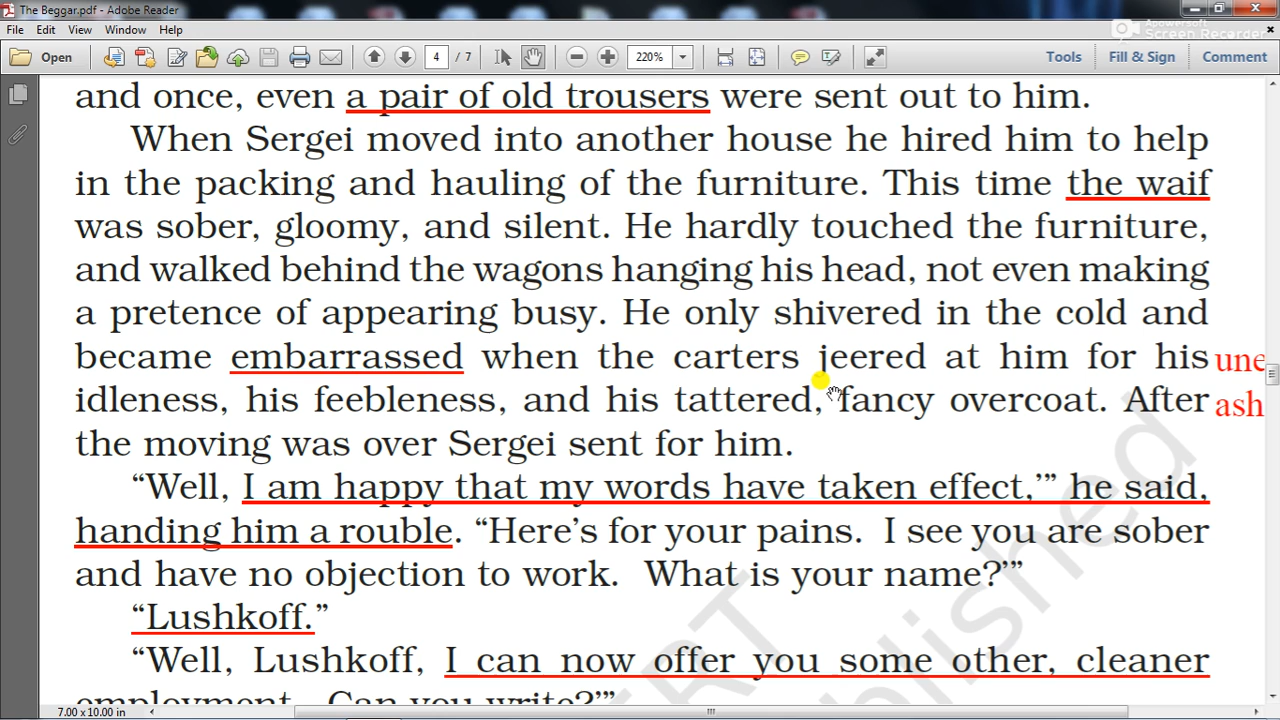 The Beggar.pdf - Adobe Reader
File Edit View Window Help
Apowersoft
Screen Recorder
Open 4 / 7 220% Tools Fill & Sign Comment
and once, even a pair of old trousers were sent out to him.
When Sergei moved into another house he hired him to help
in the packing and hauling of the furniture. This time the waif
was sober, gloomy, and silent. He hardly touched the furniture,
and walked behind the wagons hanging his head, not even making
a pretence of appearing busy. He only shivered in the cold and
became embarrassed when the carters jeered at him for his une
idleness, his feebleness, and his tattered, fancy overcoat. After ash
the moving was over Sergei sent for him.
“Well, I am happy that my words have taken effect,’” he said,
handing him a rouble. “Here’s for your pains. I see you are sober
and have no objection to work. What is your name?’”
“Lushkoff.”
“Well, Lushkoff, I can now offer you some other, cleaner
employment. Can you write?’”
7.00 x 10.00 in